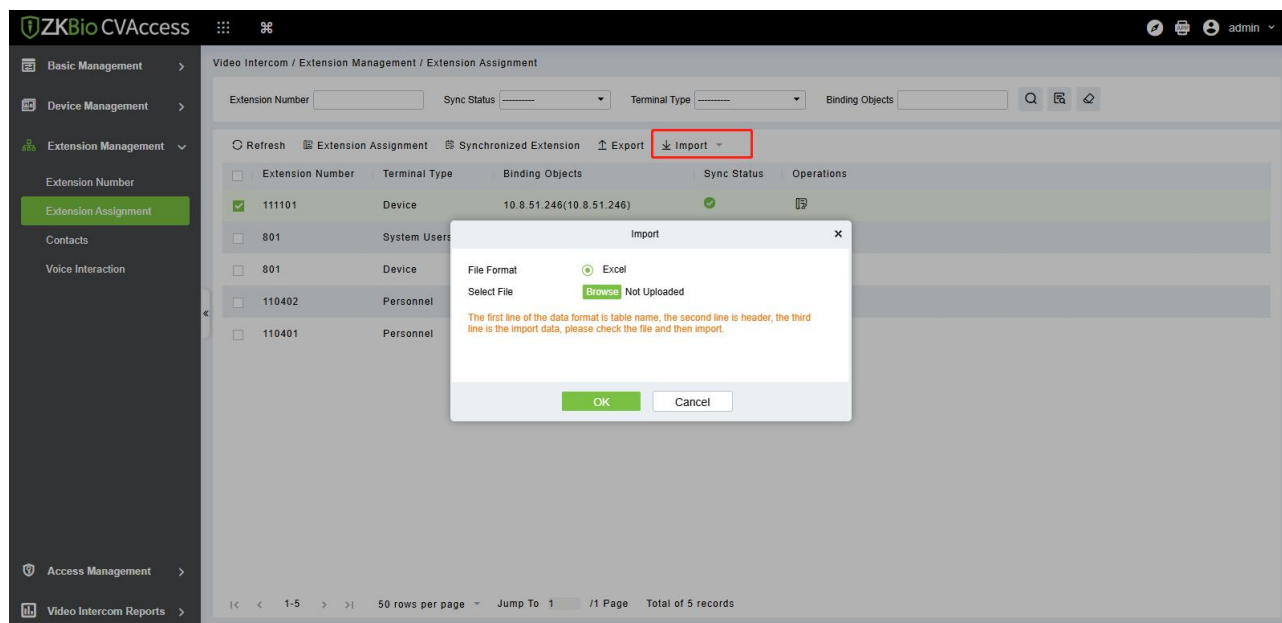 ZKBio CVAccess
admin
Basic Management
Device Management
Extension Management
Extension Number
Extension Assignment
Contacts
Voice Interaction
Access Management
Video Intercom Reports
Video Intercom / Extension Management / Extension Assignment
Extension Number Sync Status ---------- Terminal Type ---------- Binding Objects
Refresh Extension Assignment Synchronized Extension Export Import
Extension Number Terminal Type Binding Objects Sync Status Operations
111101 Device 10.8.51.246(10.8.51.246)
801 System Users
801 Device
110402 Personnel
110401 Personnel
Import
File Format Excel
Select File Browse Not Uploaded
The first line of the data format is table name, the second line is header, the third
line is the import data, please check the file and then import.
OK Cancel
1-5 50 rows per page Jump To 1 /1 Page Total of 5 records